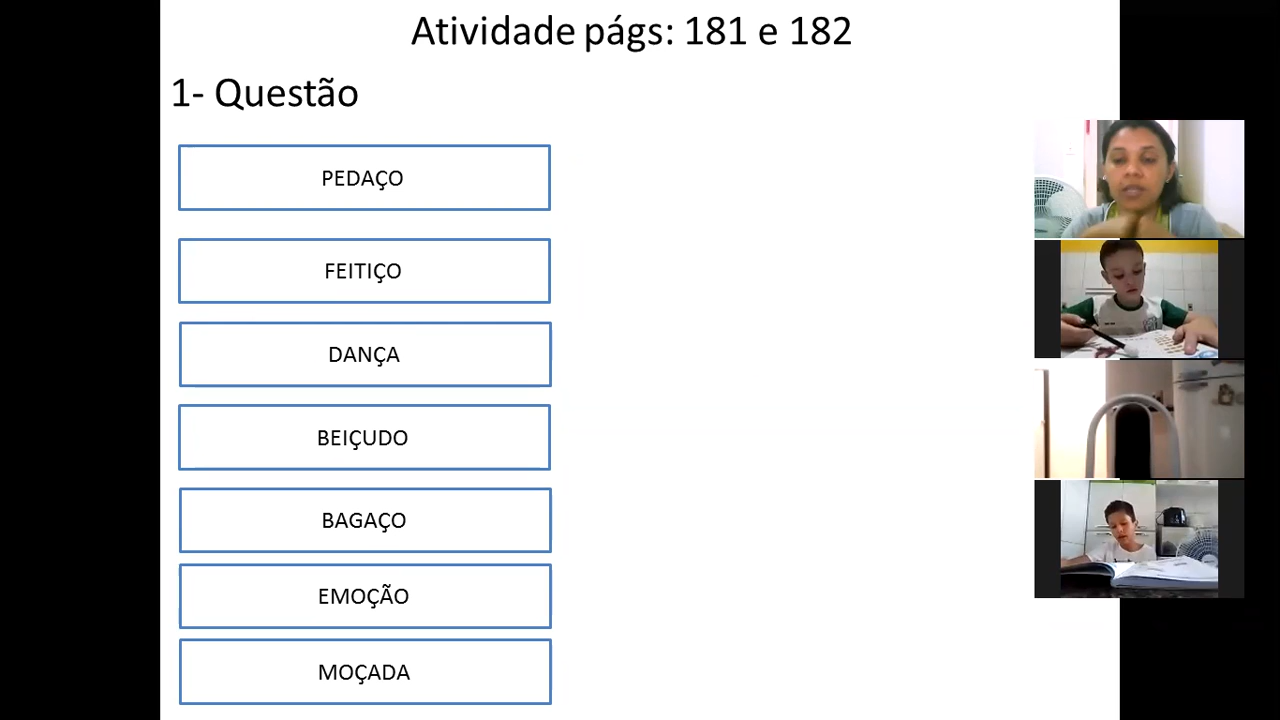 Atividade págs: 181 e 182
1- Questão
PEDAÇO
FEITIÇO
DANÇA
BEIÇUDO
BAGAÇO
EMOÇÃO
MOÇADA